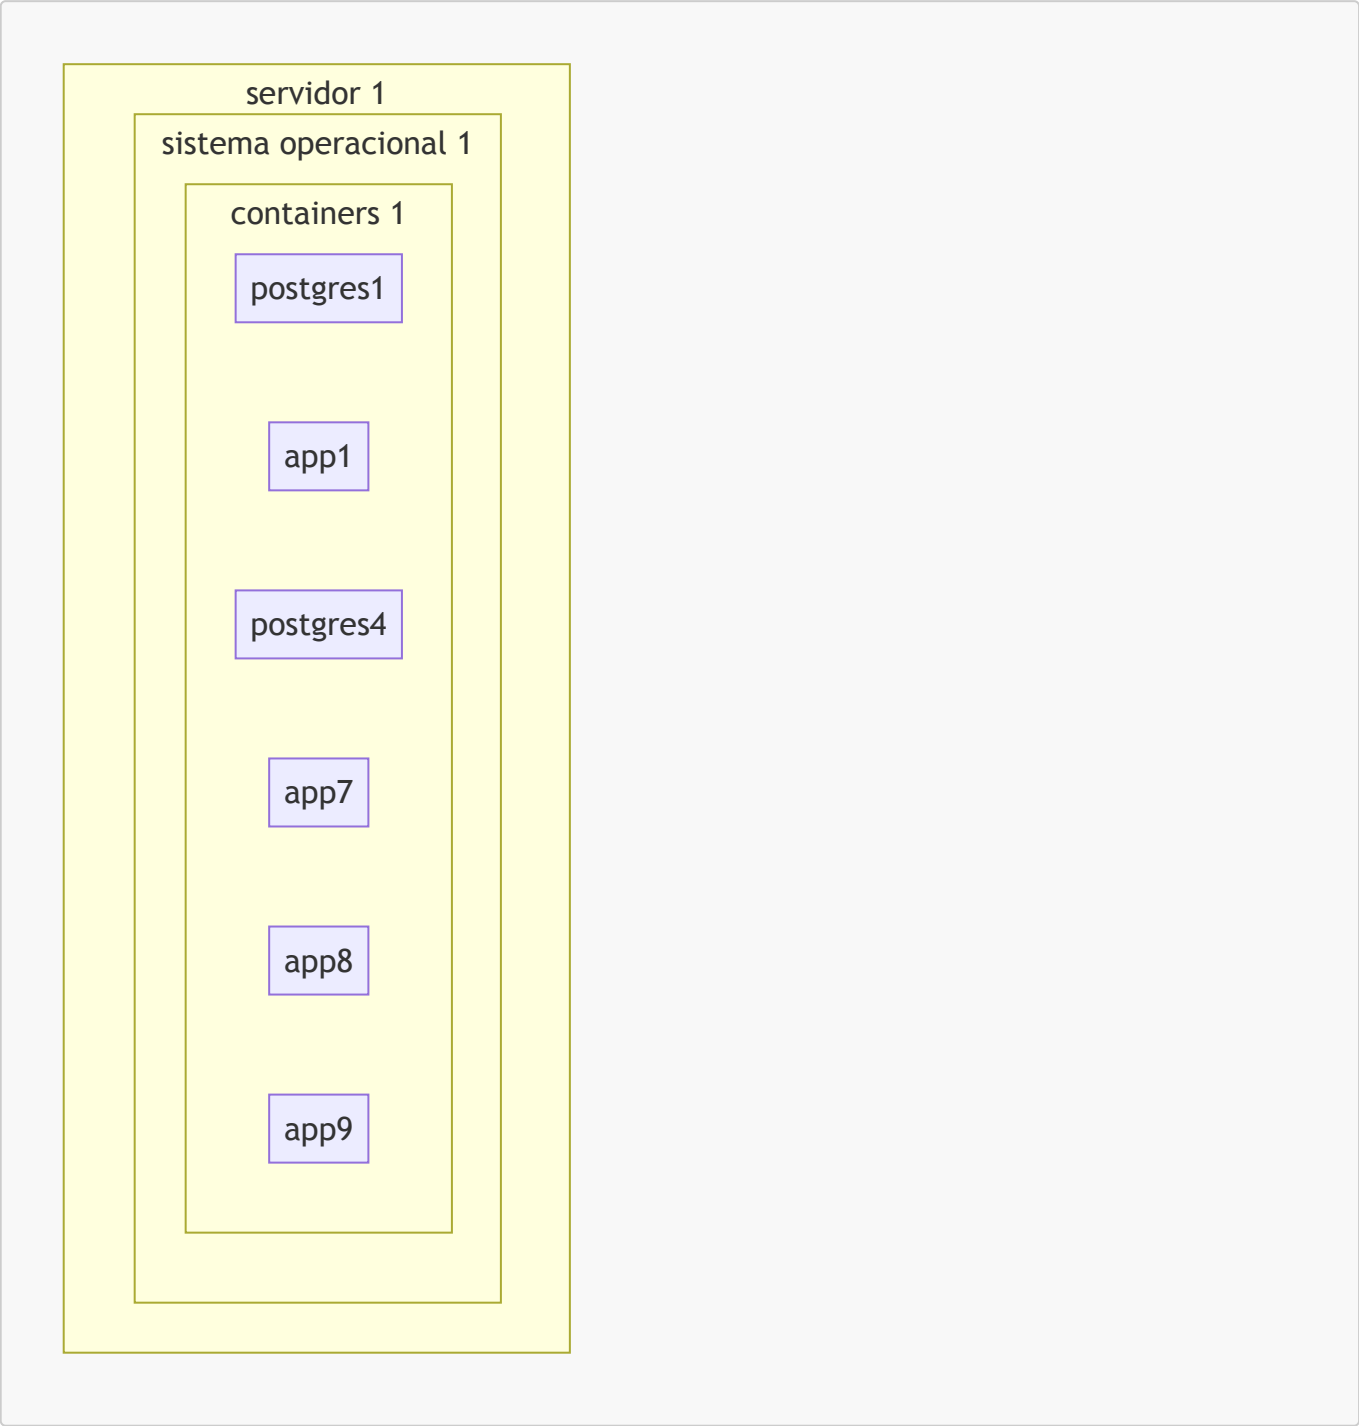 servidor 1
sistema operacional 1
containers 1
postgres1
app1
postgres4
app7
app8
app9